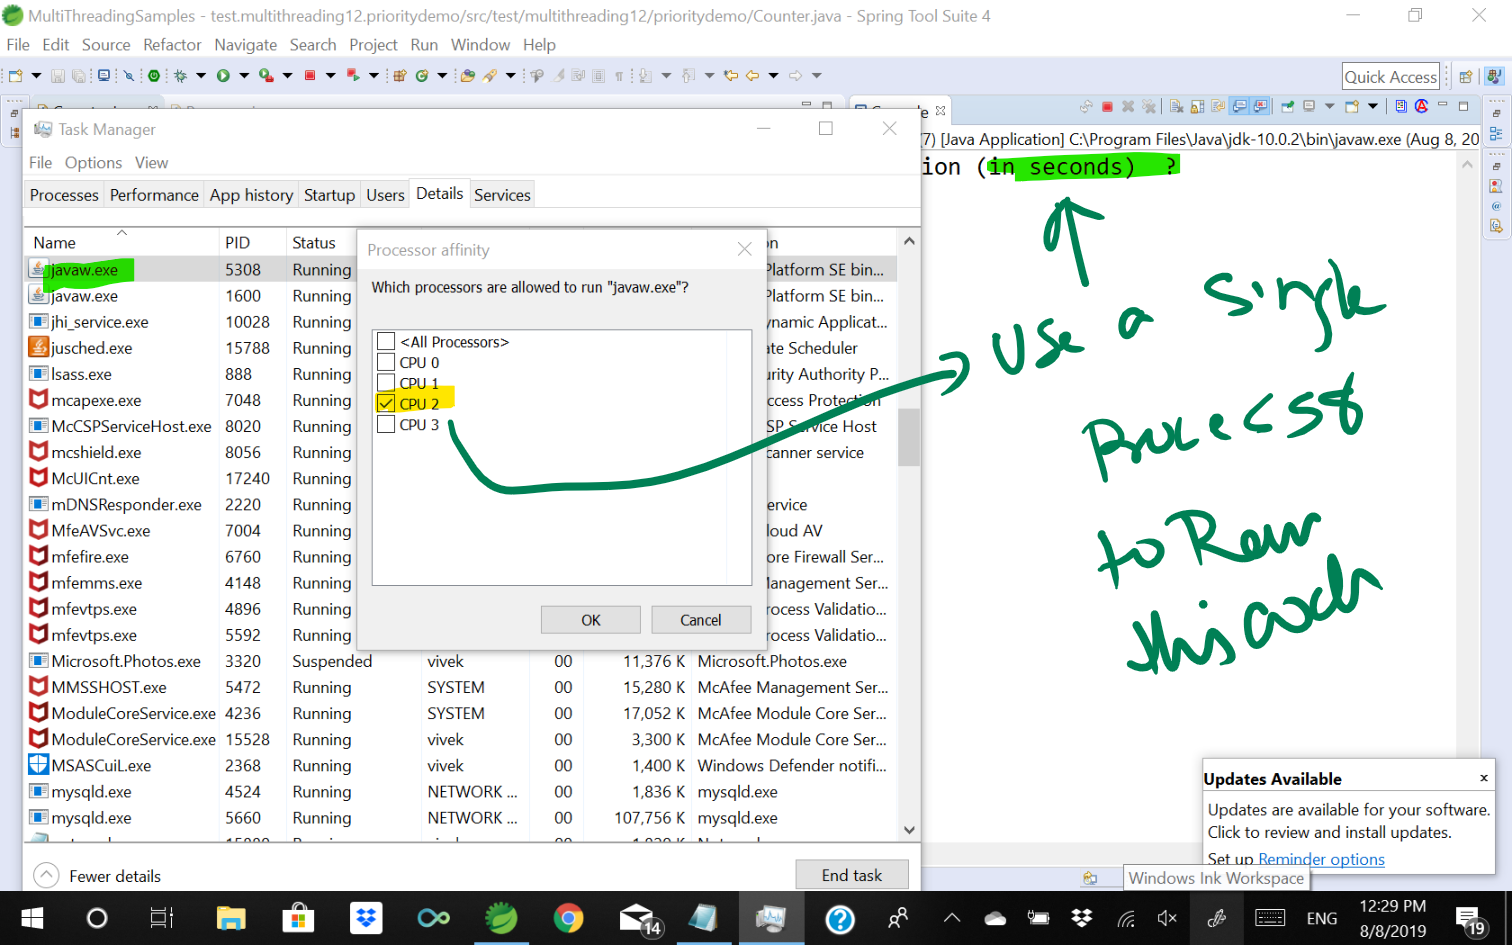 MultiThreadingSamples - test.multithreading12.prioritydemo/src/test/multithreading12/prioritydemo/Counter.java - Spring Tool Suite 4
File Edit Source Refactor Navigate Search Project Run Window Help
Quick Access
Task Manager
(7) [Java Application] C:\Program Files\Java\jdk-10.0.2\bin\javaw.exe (Aug 8, 20
File Options View
ion (in seconds) ?
Processes Performance App history Startup Users Details Services
Name PID Status
Processor affinity
javaw.exe 5308 Running Platform SE bin...
Which processors are allowed to run "javaw.exe"?
javaw.exe 1600 Running Platform SE bin...
jhi_service.exe 10028 Running ynamic Applicat...
<All Processors>
jusched.exe 15788 Running ate Scheduler
CPU 0
lsass.exe 888 Running urity Authority P...
CPU 1
mcapexe.exe 7048 Running ccess Protection
CPU 2
McCSPServiceHost.exe 8020 Running SP Service Host
CPU 3
mcshield.exe 8056 Running canner service
McUICnt.exe 17240 Running
mDNSResponder.exe 2220 Running ervice
MfeAVSvc.exe 7004 Running loud AV
mfefire.exe 6760 Running ore Firewall Ser...
mfemms.exe 4148 Running Management Ser...
mfevtps.exe 4896 Running rocess Validatio...
OK Cancel
mfevtps.exe 5592 Running rocess Validatio...
Microsoft.Photos.exe 3320 Suspended vivek 00 11,376 K Microsoft.Photos.exe
MMSSHOST.exe 5472 Running SYSTEM 00 15,280 K McAfee Management Ser...
ModuleCoreService.exe 4236 Running SYSTEM 00 17,052 K McAfee Module Core Ser...
ModuleCoreService.exe 15528 Running vivek 00 3,300 K McAfee Module Core Ser...
MSASCuiL.exe 2368 Running vivek 00 1,400 K Windows Defender notifi...
mysqld.exe 4524 Running NETWORK ... 00 1,836 K mysqld.exe
mysqld.exe 5660 Running NETWORK ... 00 107,756 K mysqld.exe
Fewer details
End task
Use a single
to Run
this code
Updates Available
Updates are available for your software.
Click to review and install updates.
Set up Reminder options
Windows Ink Workspace
14
ENG
12:29 PM
8/8/2019
19